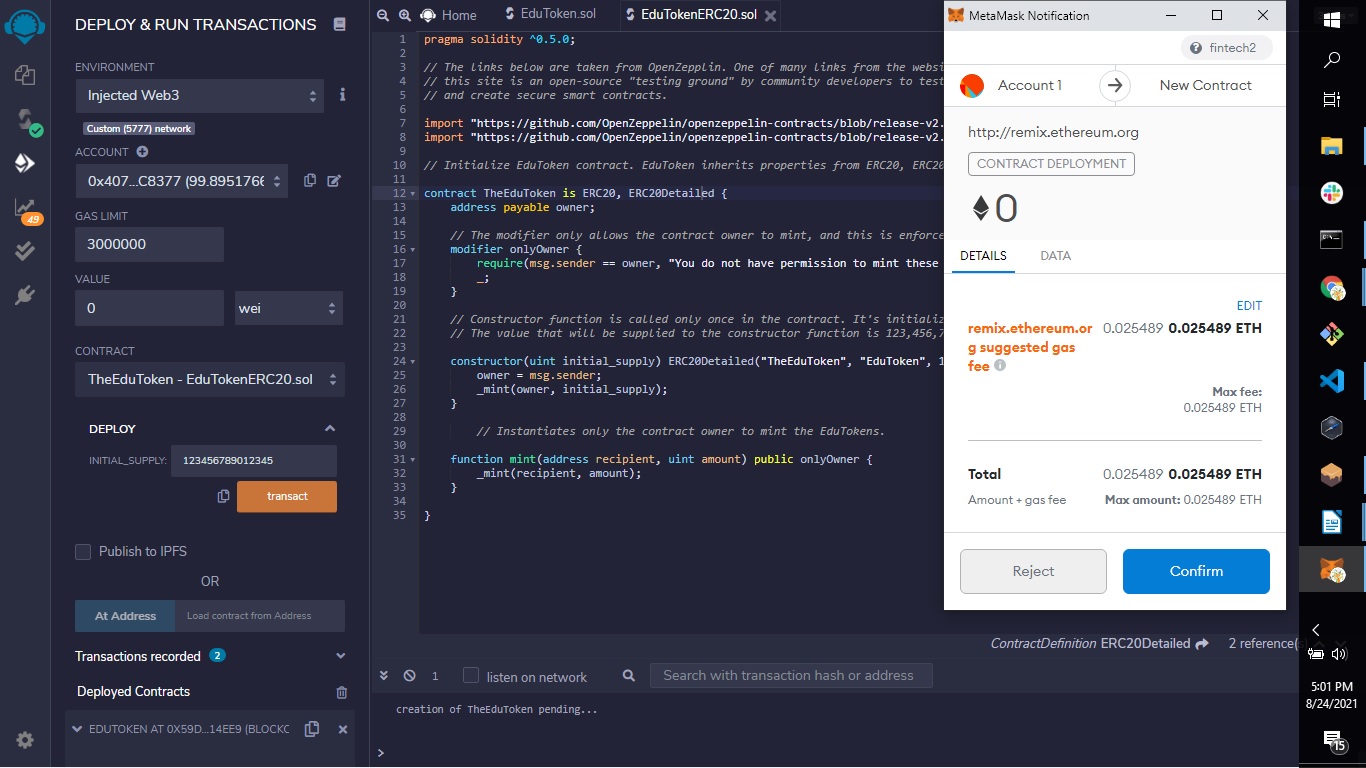 DEPLOY & RUN TRANSACTIONS
ENVIRONMENT
Injected Web3
Custom (5777) network
ACCOUNT
0x407...C8377 (99.8951766
GAS LIMIT
3000000
VALUE
0
wei
CONTRACT
TheEduToken - EduTokenERC20.sol
DEPLOY
INITIAL_SUPPLY:
123456789012345
transact
Publish to IPFS
OR
At Address
Load contract from Address
Transactions recorded 2
Deployed Contracts
EDUTOKEN AT 0X59D...14EE9 (BLOCKC
49
Home
EduToken.sol
EduTokenERC20.sol
1 pragma solidity ^0.5.0;
2
3 // The links below are taken from OpenZepplin. One of many links from the websi
4 // this site is an open-source "testing ground" by community developers to test
5 // and create secure smart contracts.
6
7 import "https://github.com/OpenZeppelin/openzeppelin-contracts/blob/release-v2.
8 import "https://github.com/OpenZeppelin/openzeppelin-contracts/blob/release-v2.
9
10 // Initialize EduToken contract. EduToken inherits properties from ERC20, ERC20
11
12 contract TheEduToken is ERC20, ERC20Detailed {
13 address payable owner;
14
15 // The modifier only allows the contract owner to mint, and this is enforce
16 modifier onlyOwner {
17 require(msg.sender == owner, "You do not have permission to mint these
18 _;
19 }
20
21 // Constructor function is called only once in the contract. It's initializ
22 // The value that will be supplied to the constructor function is 123,456,7
23
24 constructor(uint initial_supply) ERC20Detailed("TheEduToken", "EduToken", 1
25 owner = msg.sender;
26 _mint(owner, initial_supply);
27 }
28
29 // Instantiates only the contract owner to mint the EduTokens.
30
31 function mint(address recipient, uint amount) public onlyOwner {
32 _mint(recipient, amount);
33 }
34
35 }
ContractDefinition ERC20Detailed
2 reference(s)
1
listen on network
Search with transaction hash or address
creation of TheEduToken pending...
>
MetaMask Notification
fintech2
Account 1
New Contract
http://remix.ethereum.org
CONTRACT DEPLOYMENT
0
DETAILS
DATA
EDIT
remix.ethereum.or
g suggested gas
fee
0.025489 0.025489 ETH
Max fee:
0.025489 ETH
Total
0.025489 0.025489 ETH
Amount + gas fee
Max amount: 0.025489 ETH
Reject
Confirm
5:01 PM
8/24/2021
15